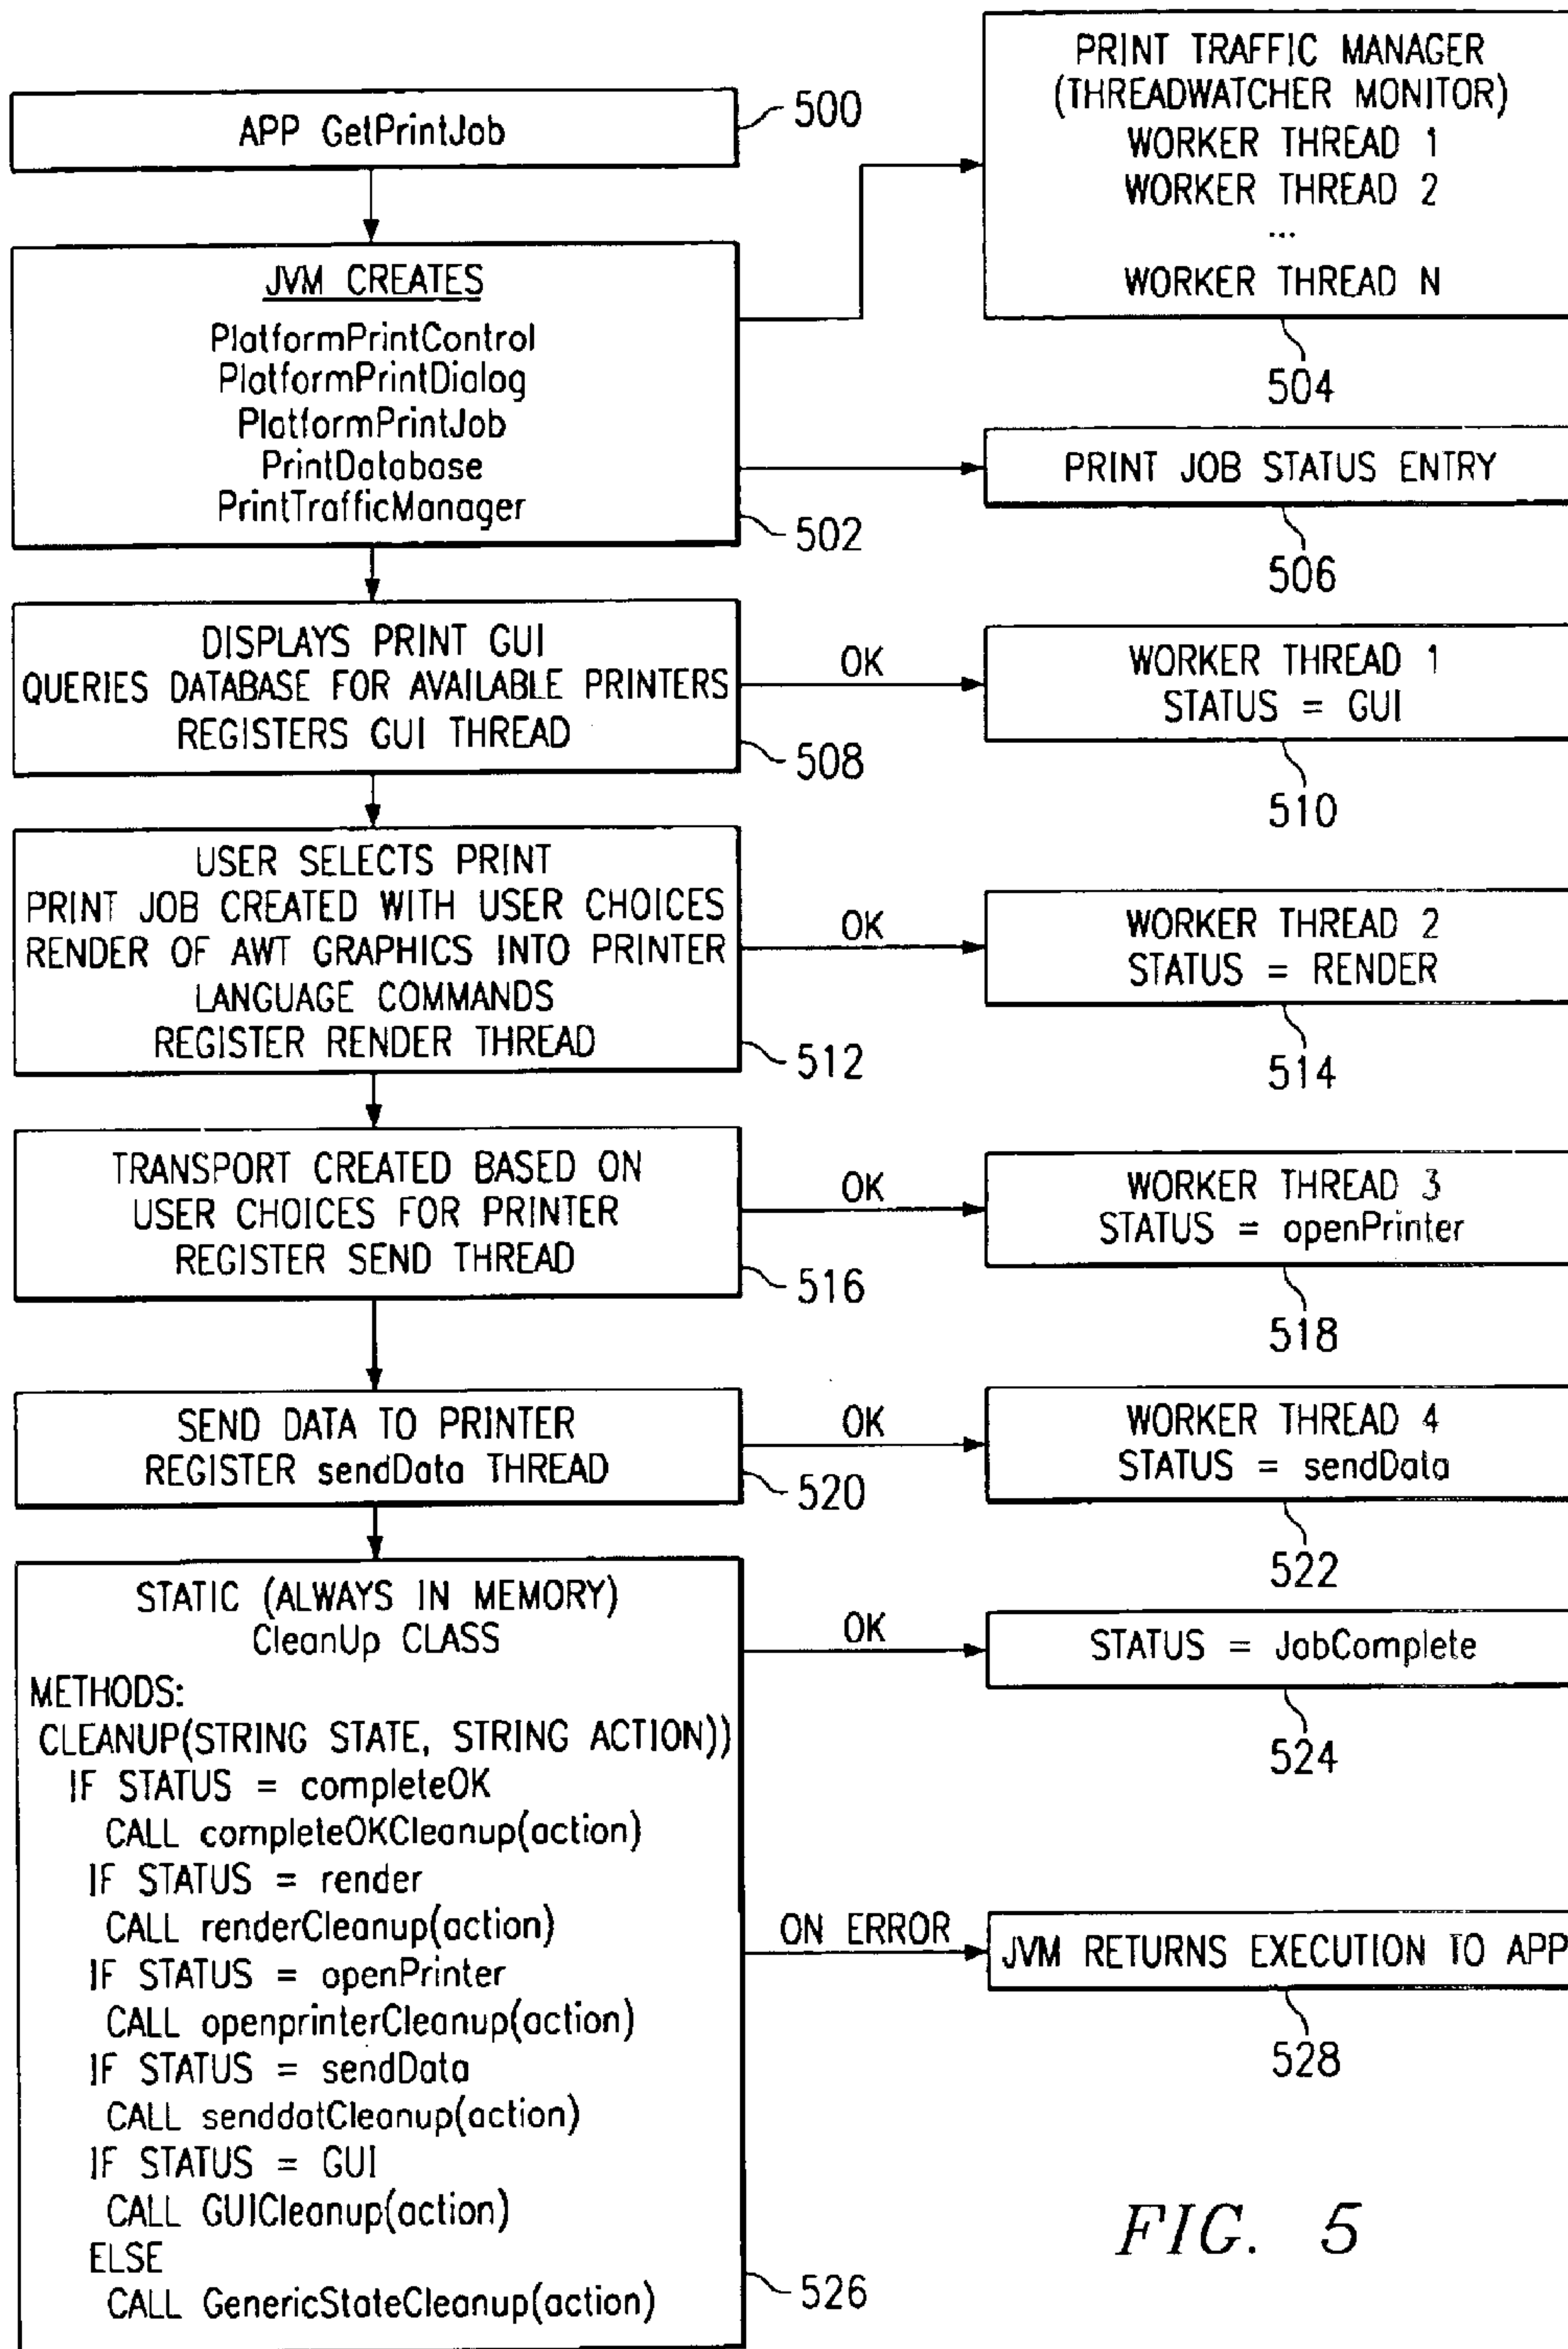 APP GetPrintJob
500
JVM CREATES
PlatformPrintControl
PlatformPrintDialog
PlatformPrintJob
PrintDatabase
PrintTrafficManager
502
PRINT TRAFFIC MANAGER
(THREADWATCHER MONITOR)
WORKER THREAD 1
WORKER THREAD 2
...
WORKER THREAD N
504
PRINT JOB STATUS ENTRY
506
DISPLAYS PRINT GUI
QUERIES DATABASE FOR AVAILABLE PRINTERS
REGISTERS GUI THREAD
508
OK
WORKER THREAD 1
STATUS = GUI
510
USER SELECTS PRINT
PRINT JOB CREATED WITH USER CHOICES
RENDER OF AWT GRAPHICS INTO PRINTER
LANGUAGE COMMANDS
REGISTER RENDER THREAD
512
OK
WORKER THREAD 2
STATUS = RENDER
514
TRANSPORT CREATED BASED ON
USER CHOICES FOR PRINTER
REGISTER SEND THREAD
516
OK
WORKER THREAD 3
STATUS = openPrinter
518
SEND DATA TO PRINTER
REGISTER sendData THREAD
520
OK
WORKER THREAD 4
STATUS = sendData
522
STATIC (ALWAYS IN MEMORY)
CleanUp CLASS
METHODS:
CLEANUP(STRING STATE, STRING ACTION))
IF STATUS = completeOK
CALL completeOKCleanup(action)
IF STATUS = render
CALL renderCleanup(action)
IF STATUS = openPrinter
CALL openprinterCleanup(action)
IF STATUS = sendData
CALL senddatCleanup(action)
IF STATUS = GUI
CALL GUICleanup(action)
ELSE
CALL GenericStateCleanup(action)
526
OK
STATUS = JobComplete
524
ON ERROR
JVM RETURNS EXECUTION TO APP
528
FIG. 5